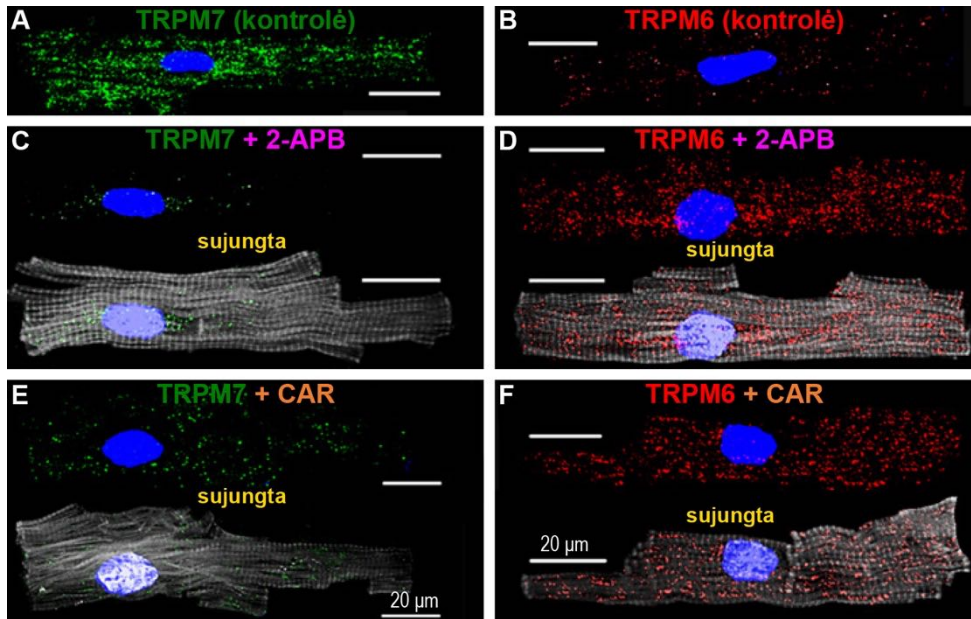 A
TRPM7 (kontrolė)
B
TRPM6 (kontrolė)
C
TRPM7 + 2-APB
sujungta
D
TRPM6 + 2-APB
sujungta
E
TRPM7 + CAR
sujungta
20 µm
F
TRPM6 + CAR
sujungta
20 µm